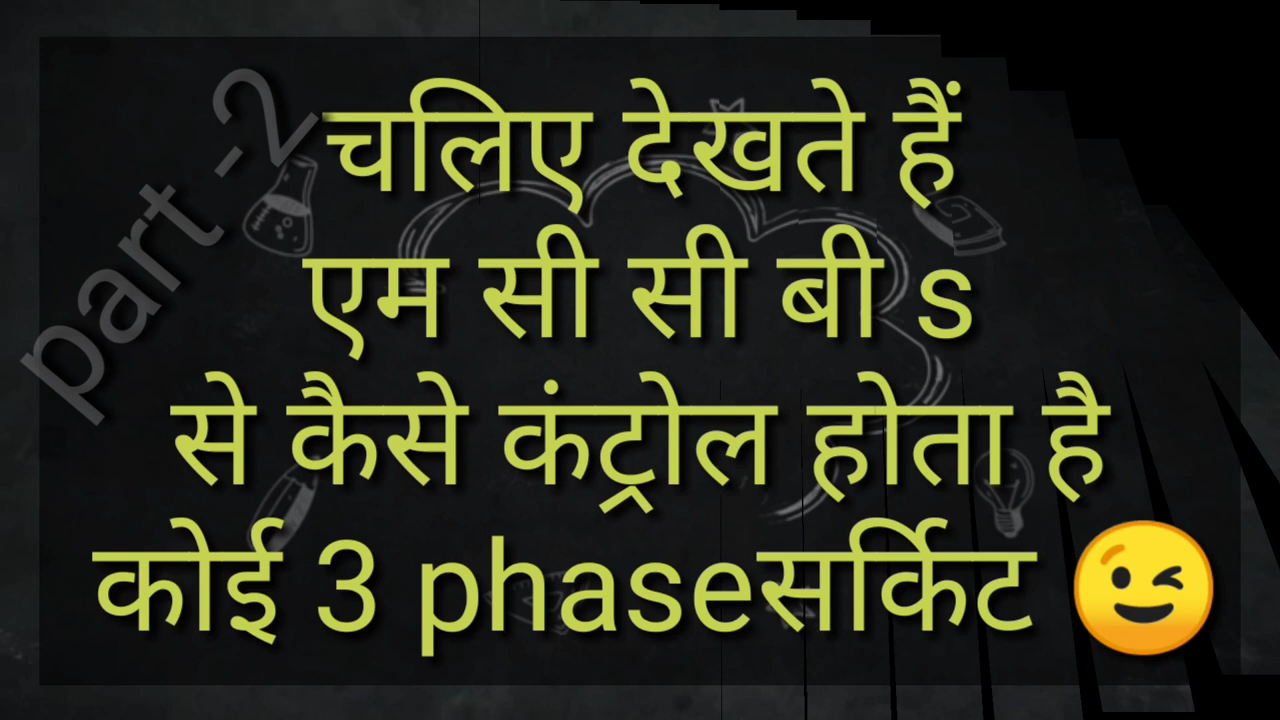 part -2
चलिए देखते हैं
एम सी सी बी s
से कैसे कंट्रोल होता है
कोई 3 phaseसर्किट 😉